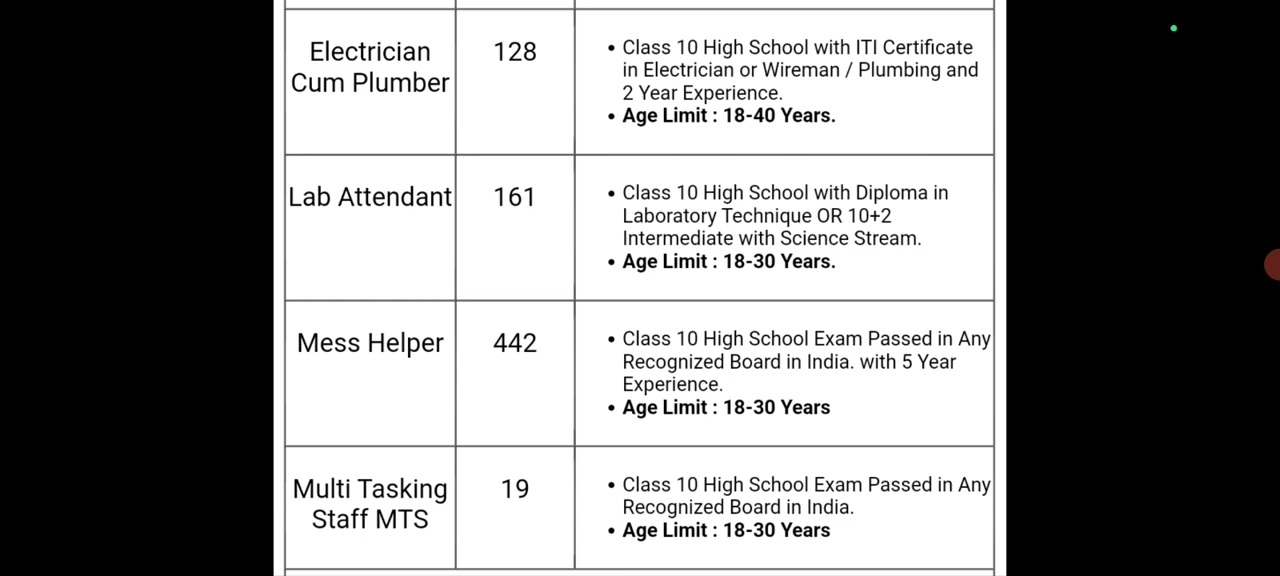 Electrician
Cum Plumber
128
• Class 10 High School with ITI Certificate
in Electrician or Wireman / Plumbing and
2 Year Experience.
• Age Limit : 18-40 Years.
Lab Attendant
161
• Class 10 High School with Diploma in
Laboratory Technique OR 10+2
Intermediate with Science Stream.
• Age Limit : 18-30 Years.
Mess Helper
442
• Class 10 High School Exam Passed in Any
Recognized Board in India. with 5 Year
Experience.
• Age Limit : 18-30 Years
Multi Tasking
Staff MTS
19
• Class 10 High School Exam Passed in Any
Recognized Board in India.
• Age Limit : 18-30 Years